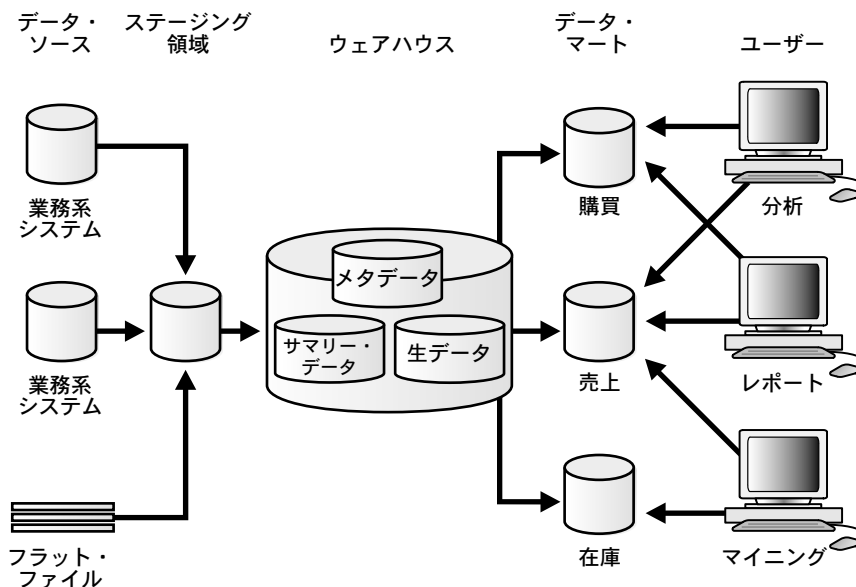 データ・
ソース
ステージング
領域
ウェアハウス
データ・
マート
ユーザー
業務系
システム
業務系
システム
フラット・
ファイル
メタデータ
サマリー・
データ
生データ
購買
売上
在庫
分析
レポート
マイニング